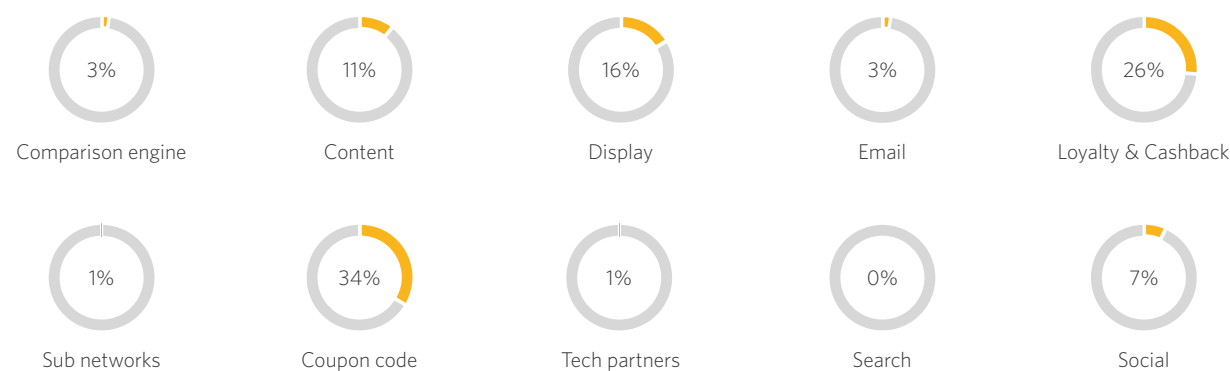 3% 11% 16% 3% 26%
Comparison engine Content Display Email Loyalty & Cashback
1% 34% 1% 0% 7%
Sub networks Coupon code Tech partners Search Social